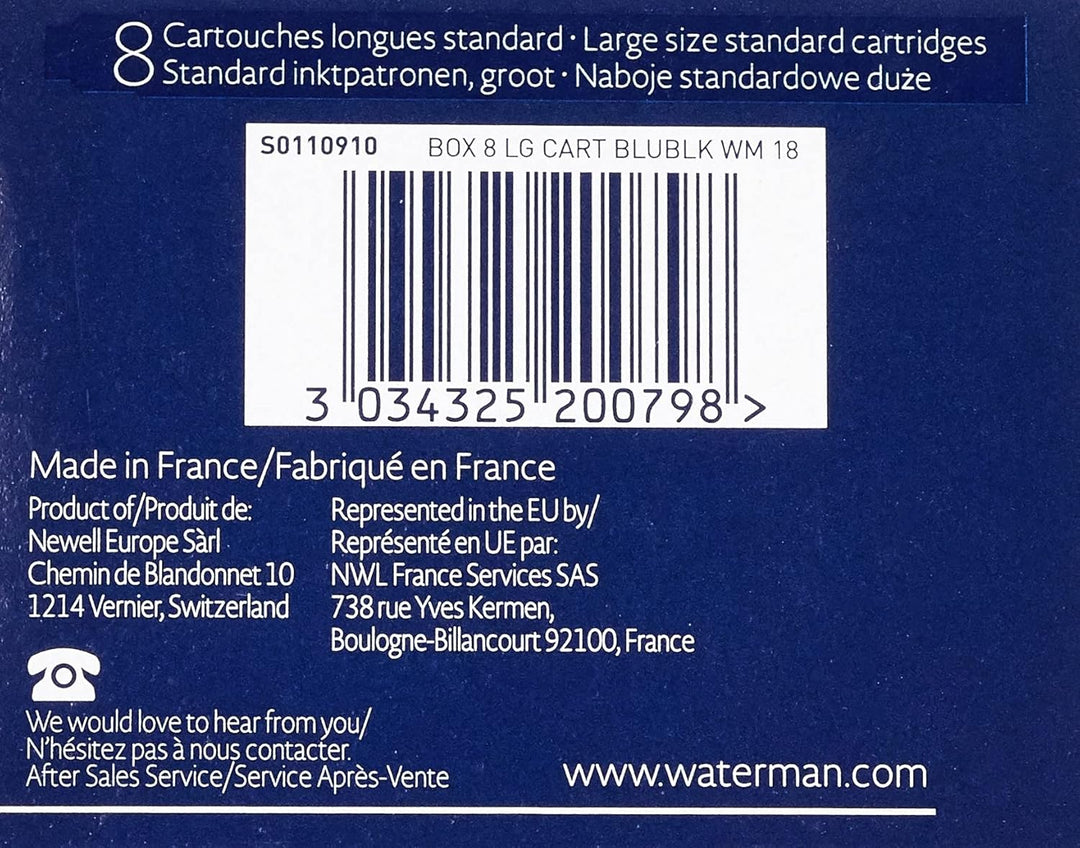 8 Cartouches longues standard · Large size standard cartridges
Standard inktpatronen, groot · Naboje standardowe duże
S0110910 BOX 8 LG CART BLUBLK WM 18
3 034325 200798 >
Made in France/Fabriqué en France
Product of/Produit de:
Newell Europe Sàrl
Chemin de Blandonnet 10
1214 Vernier, Switzerland
Represented in the EU by/
Représenté en UE par:
NWL France Services SAS
738 rue Yves Kermen,
Boulogne-Billancourt 92100, France
We would love to hear from you/
N'hésitez pas à nous contacter.
After Sales Service/Service Après-Vente
www.waterman.com